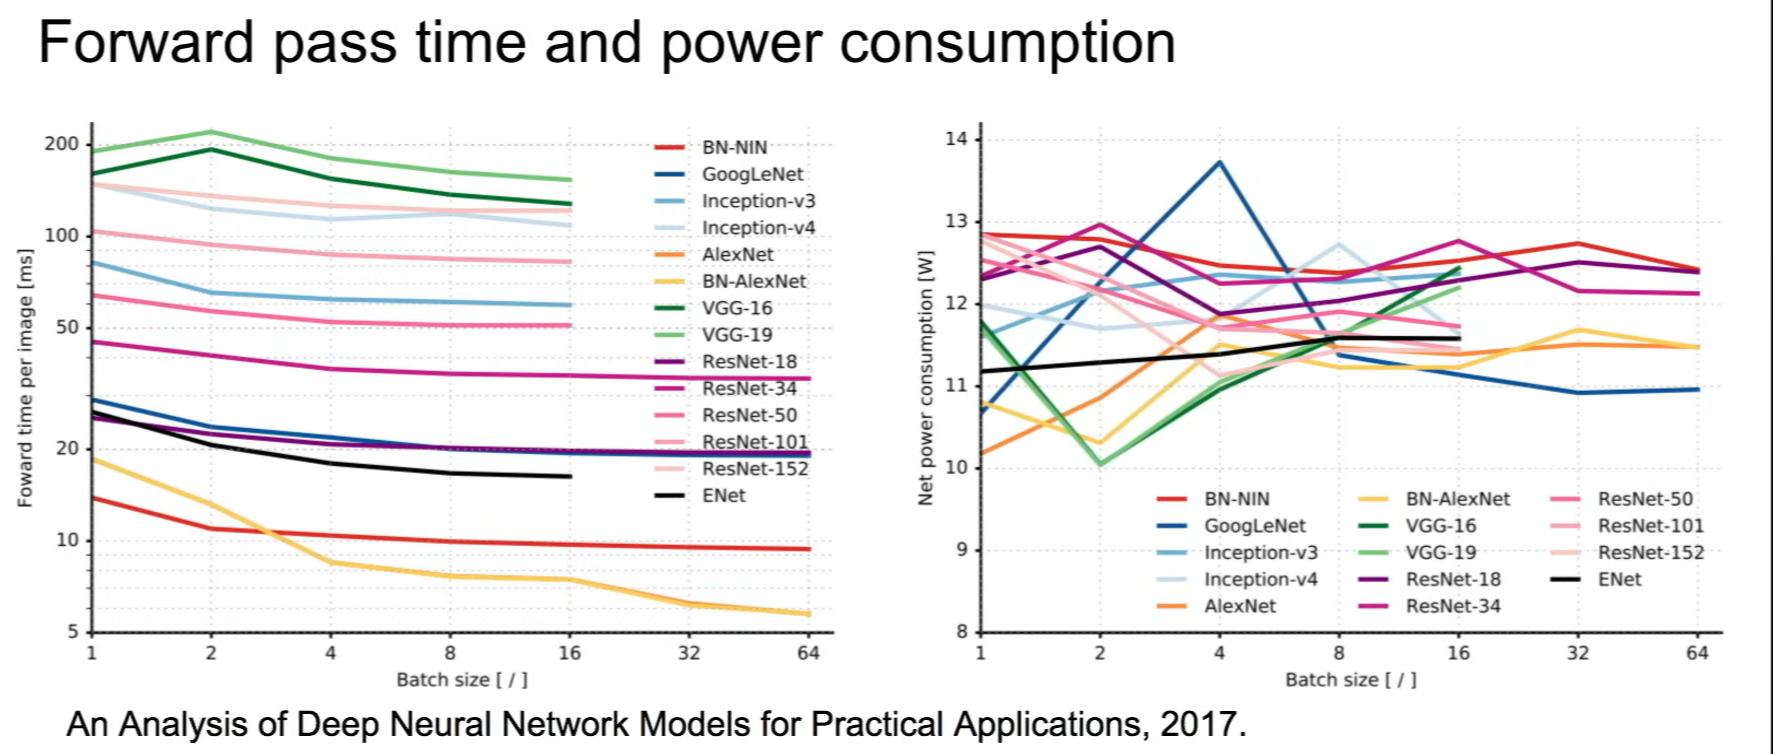 Forward pass time and power consumption
Foward time per image [ms]
200
100
50
20
10
5
1 2 4 8 16 32 64
Batch size [ / ]
BN-NIN
GoogLeNet
Inception-v3
Inception-v4
AlexNet
BN-AlexNet
VGG-16
VGG-19
ResNet-18
ResNet-34
ResNet-50
ResNet-101
ResNet-152
ENet
Net power consumption [W]
14
13
12
11
10
9
8
1 2 4 8 16 32 64
Batch size [ / ]
BN-NIN
GoogLeNet
Inception-v3
Inception-v4
AlexNet
BN-AlexNet
VGG-16
VGG-19
ResNet-18
ResNet-34
ResNet-50
ResNet-101
ResNet-152
ENet
An Analysis of Deep Neural Network Models for Practical Applications, 2017.